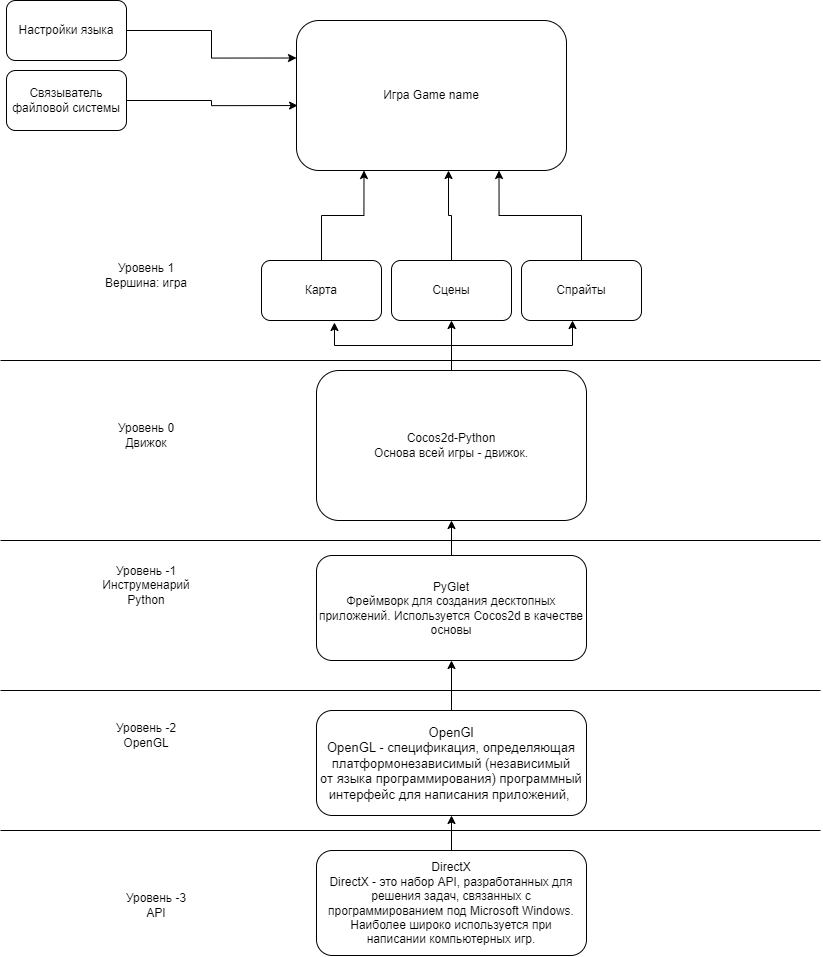 Настройки языка
Связыватель
файловой системы
Игра Game name
Уровень 1
Вершина: игра
Карта
Сцены
Спрайты
Уровень 0
Движок
Cocos2d-Python
Основа всей игры - движок.
Уровень -1
Инструменарий
Python
PyGlet
Фреймворк для создания десктопных
приложений. Используется Cocos2d в качестве
основы
Уровень -2
OpenGL
OpenGl
OpenGL - спецификация, определяющая
платформонезависимый (независимый
от языка программирования) программный
интерфейс для написания приложений,
Уровень -3
API
DirectX
DirectX - это набор API, разработанных для
решения задач, связанных с
программированием под Microsoft Windows.
Наиболее широко используется при
написании компьютерных игр.